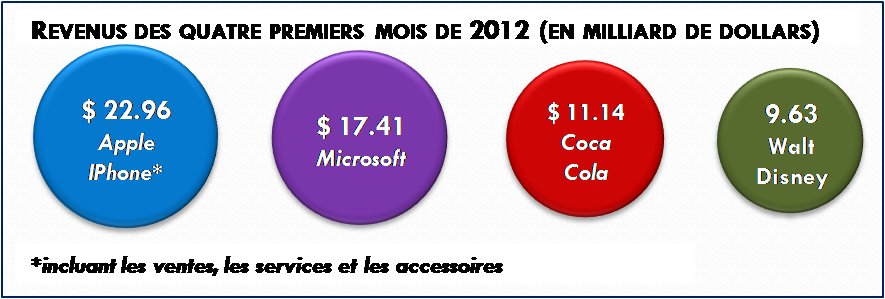 REVENUS DES QUATRE PREMIERS MOIS DE 2012 (EN MILLIARD DE DOLLARS)
$ 22.96
Apple
IPhone*
$ 17.41
Microsoft
$ 11.14
Coca
Cola
9.63
Walt
Disney
*incluant les ventes, les services et les accessoires